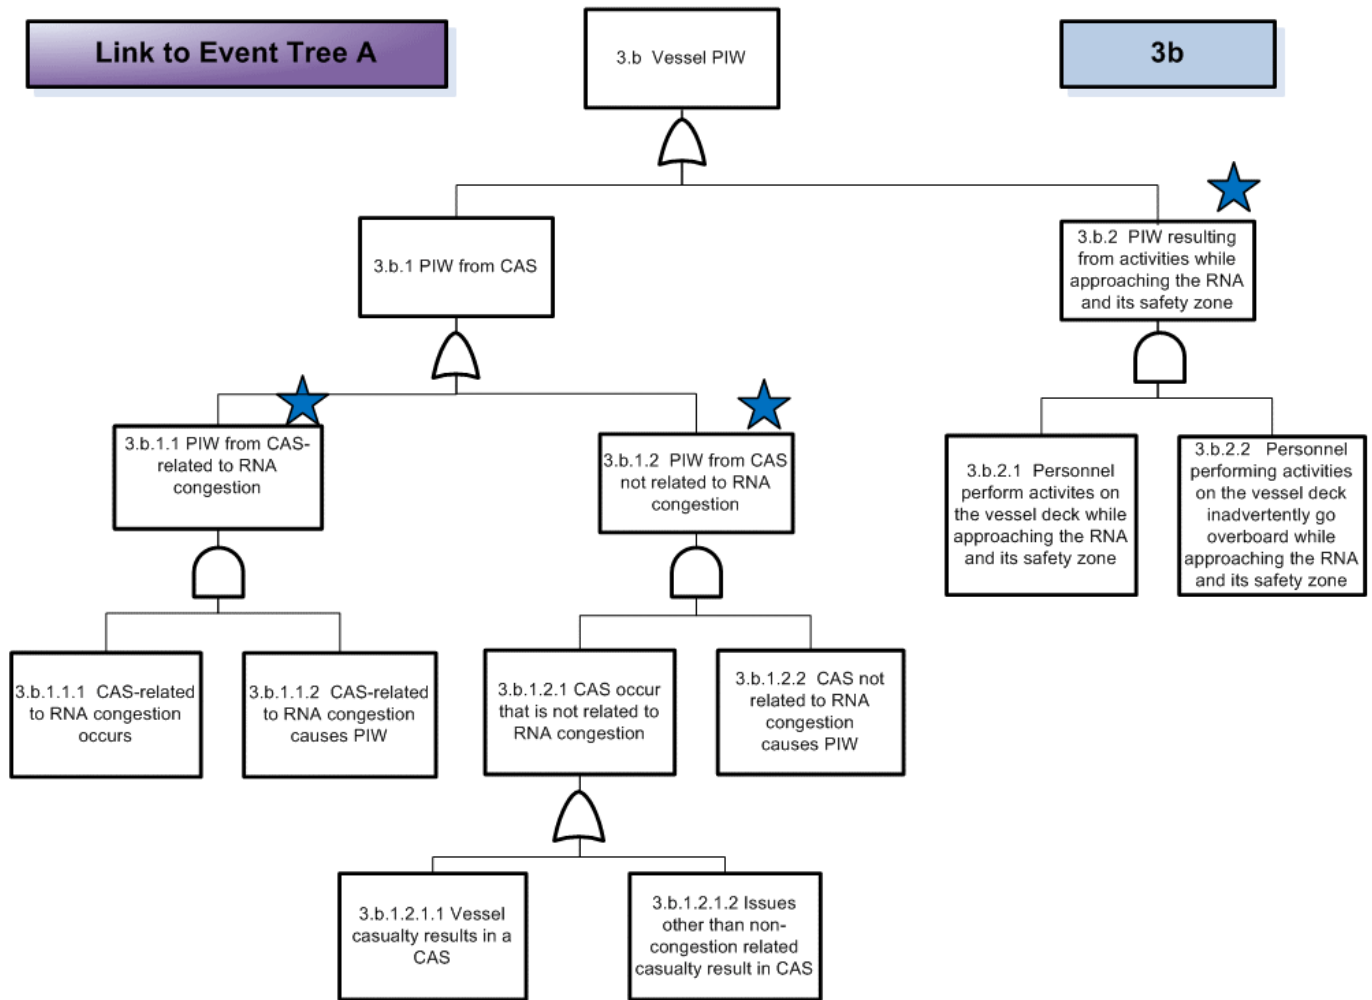 Link to Event Tree A
3.b Vessel PIW
3b
3.b.1 PIW from CAS
3.b.2 PIW resulting
from activities while
approaching the RNA
and its safety zone
3.b.1.1 PIW from CAS-
related to RNA
congestion
3.b.1.2 PIW from CAS
not related to RNA
congestion
3.b.2.1 Personnel
perform activites on
the vessel deck while
approaching the RNA
and its safety zone
3.b.2.2 Personnel
performing activities
on the vessel deck
inadvertently go
overboard while
approaching the RNA
and its safety zone
3.b.1.1.1 CAS-related
to RNA congestion
occurs
3.b.1.1.2 CAS-related
to RNA congestion
causes PIW
3.b.1.2.1 CAS occur
that is not related to
RNA congestion
3.b.1.2.2 CAS not
related to RNA
congestion
causes PIW
3.b.1.2.1.1 Vessel
casualty results in a
CAS
3.b.1.2.1.2 Issues
other than non-
congestion related
casualty result in CAS